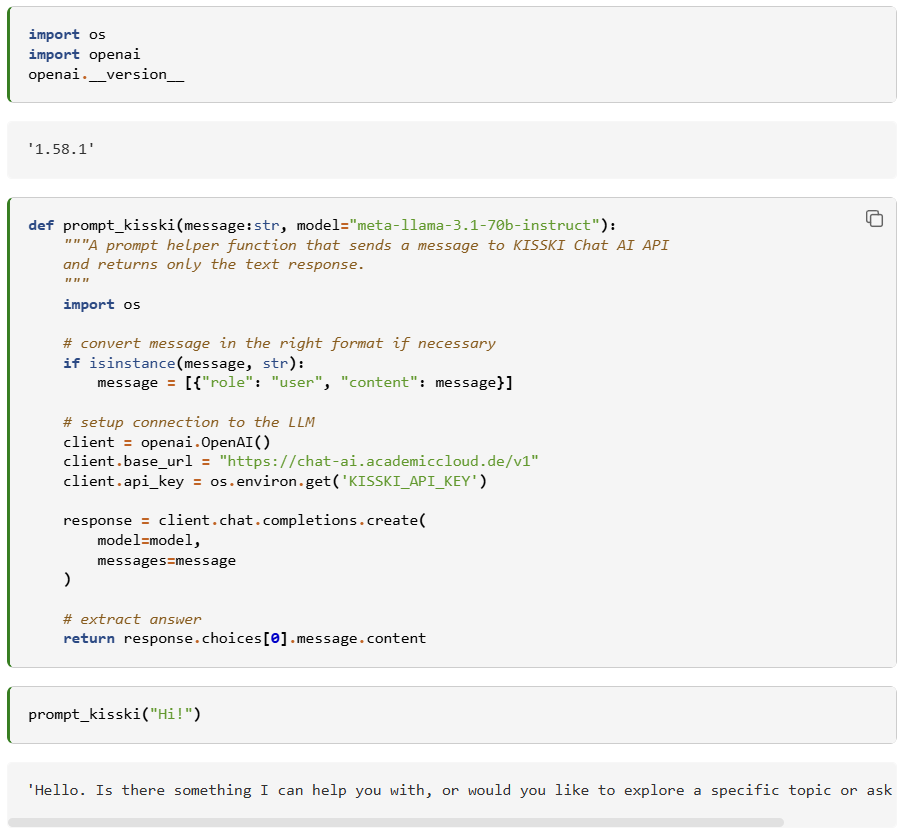 import os
import openai
openai.__version__
'1.58.1'
def prompt_kisski(message:str, model="meta-llama-3.1-70b-instruct"):
    """A prompt helper function that sends a message to KISSKI Chat AI API
    and returns only the text response.
    """
    import os
    # convert message in the right format if necessary
    if isinstance(message, str):
        message = [{"role": "user", "content": message}]
    # setup connection to the LLM
    client = openai.OpenAI()
    client.base_url = "https://chat-ai.academiccloud.de/v1"
    client.api_key = os.environ.get('KISSKI_API_KEY')
    response = client.chat.completions.create(
        model=model,
        messages=message
    )
    # extract answer
    return response.choices[0].message.content
prompt_kisski("Hi!")
'Hello. Is there something I can help you with, or would you like to explore a specific topic or ask